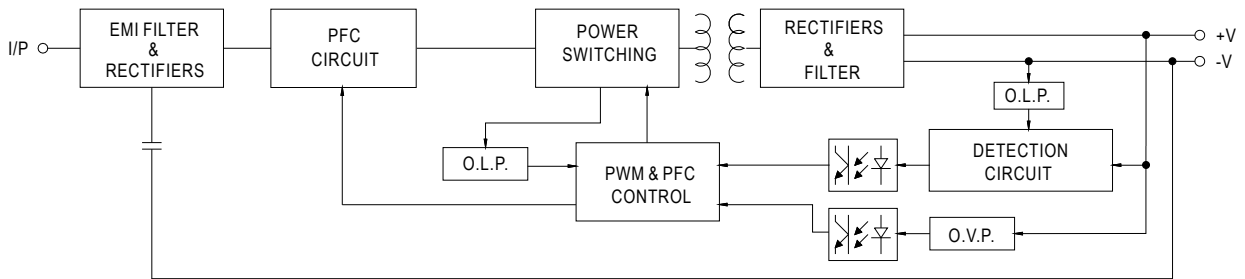 I/P
EMI FILTER
&
RECTIFIERS
PFC
CIRCUIT
POWER
SWITCHING
RECTIFIERS
&
FILTER
+V
-V
O.L.P.
O.L.P.
PWM & PFC
CONTROL
DETECTION
CIRCUIT
O.V.P.